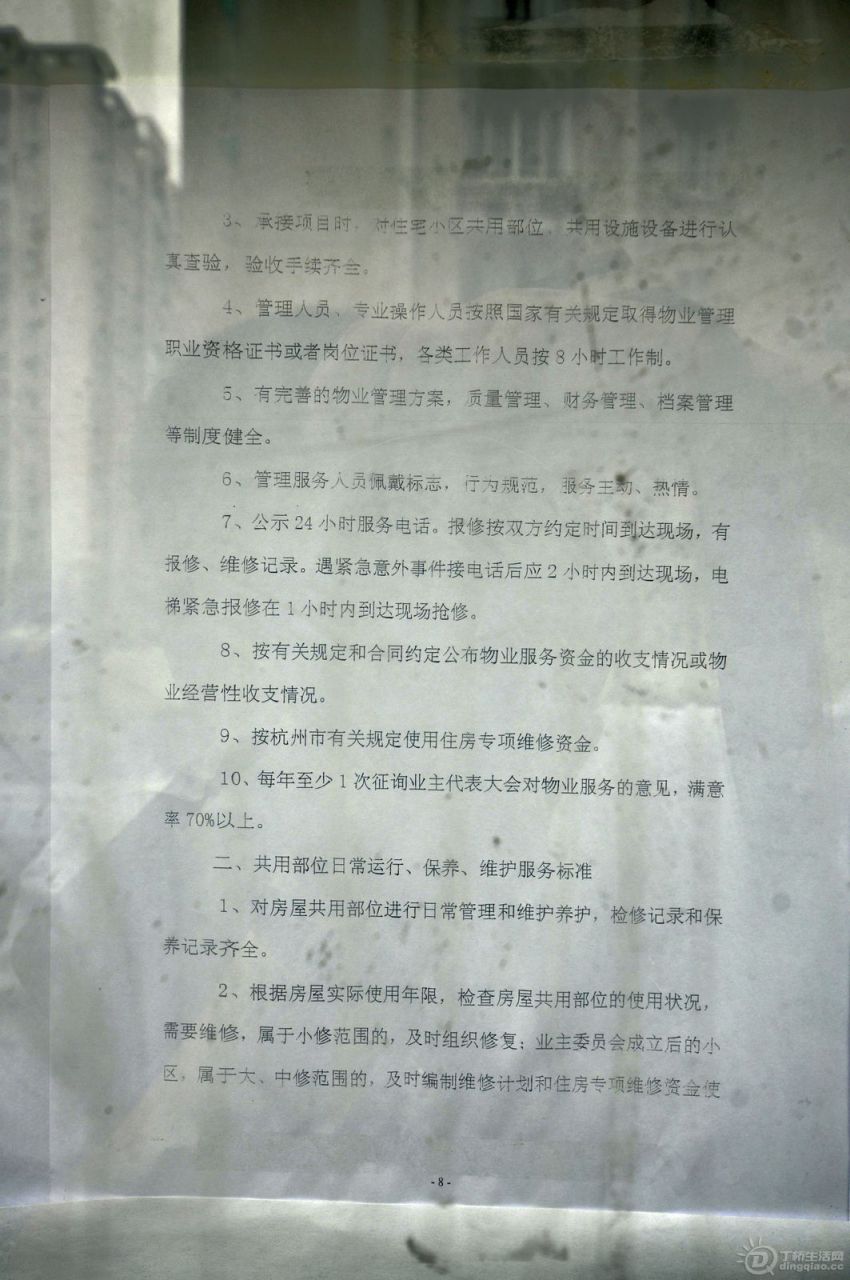 3、承接项目时，对住宅小区共用部位、共用设施设备进行认
真查验，验收手续齐全。
4、管理人员、专业操作人员按照国家有关规定取得物业管理
职业资格证书或者岗位证书，各类工作人员按8小时工作制。
5、有完善的物业管理方案，质量管理、财务管理、档案管理
等制度健全。
6、管理服务人员佩戴标志，行为规范，服务主动、热情。
7、公示24小时服务电话。报修按双方约定时间到达现场，有
报修、维修记录。遇紧急意外事件接电话后应2小时内到达现场，电
梯紧急报修在1小时内到达现场抢修。
8、按有关规定和合同约定公布物业服务资金的收支情况或物
业经营性收支情况。
9、按杭州市有关规定使用住房专项维修资金。
10、每年至少1次征询业主代表大会对物业服务的意见，满意
率70%以上。
二、共用部位日常运行、保养、维护服务标准
1、对房屋共用部位进行日常管理和维护养护，检修记录和保
养记录齐全。
2、根据房屋实际使用年限，检查房屋共用部位的使用状况，
需要维修，属于小修范围的，及时组织修复；业主委员会成立后的小
区，属于大、中修范围的，及时编制维修计划和住房专项维修资金使
- 8 -
丁桥生活网
dingqiao.cc